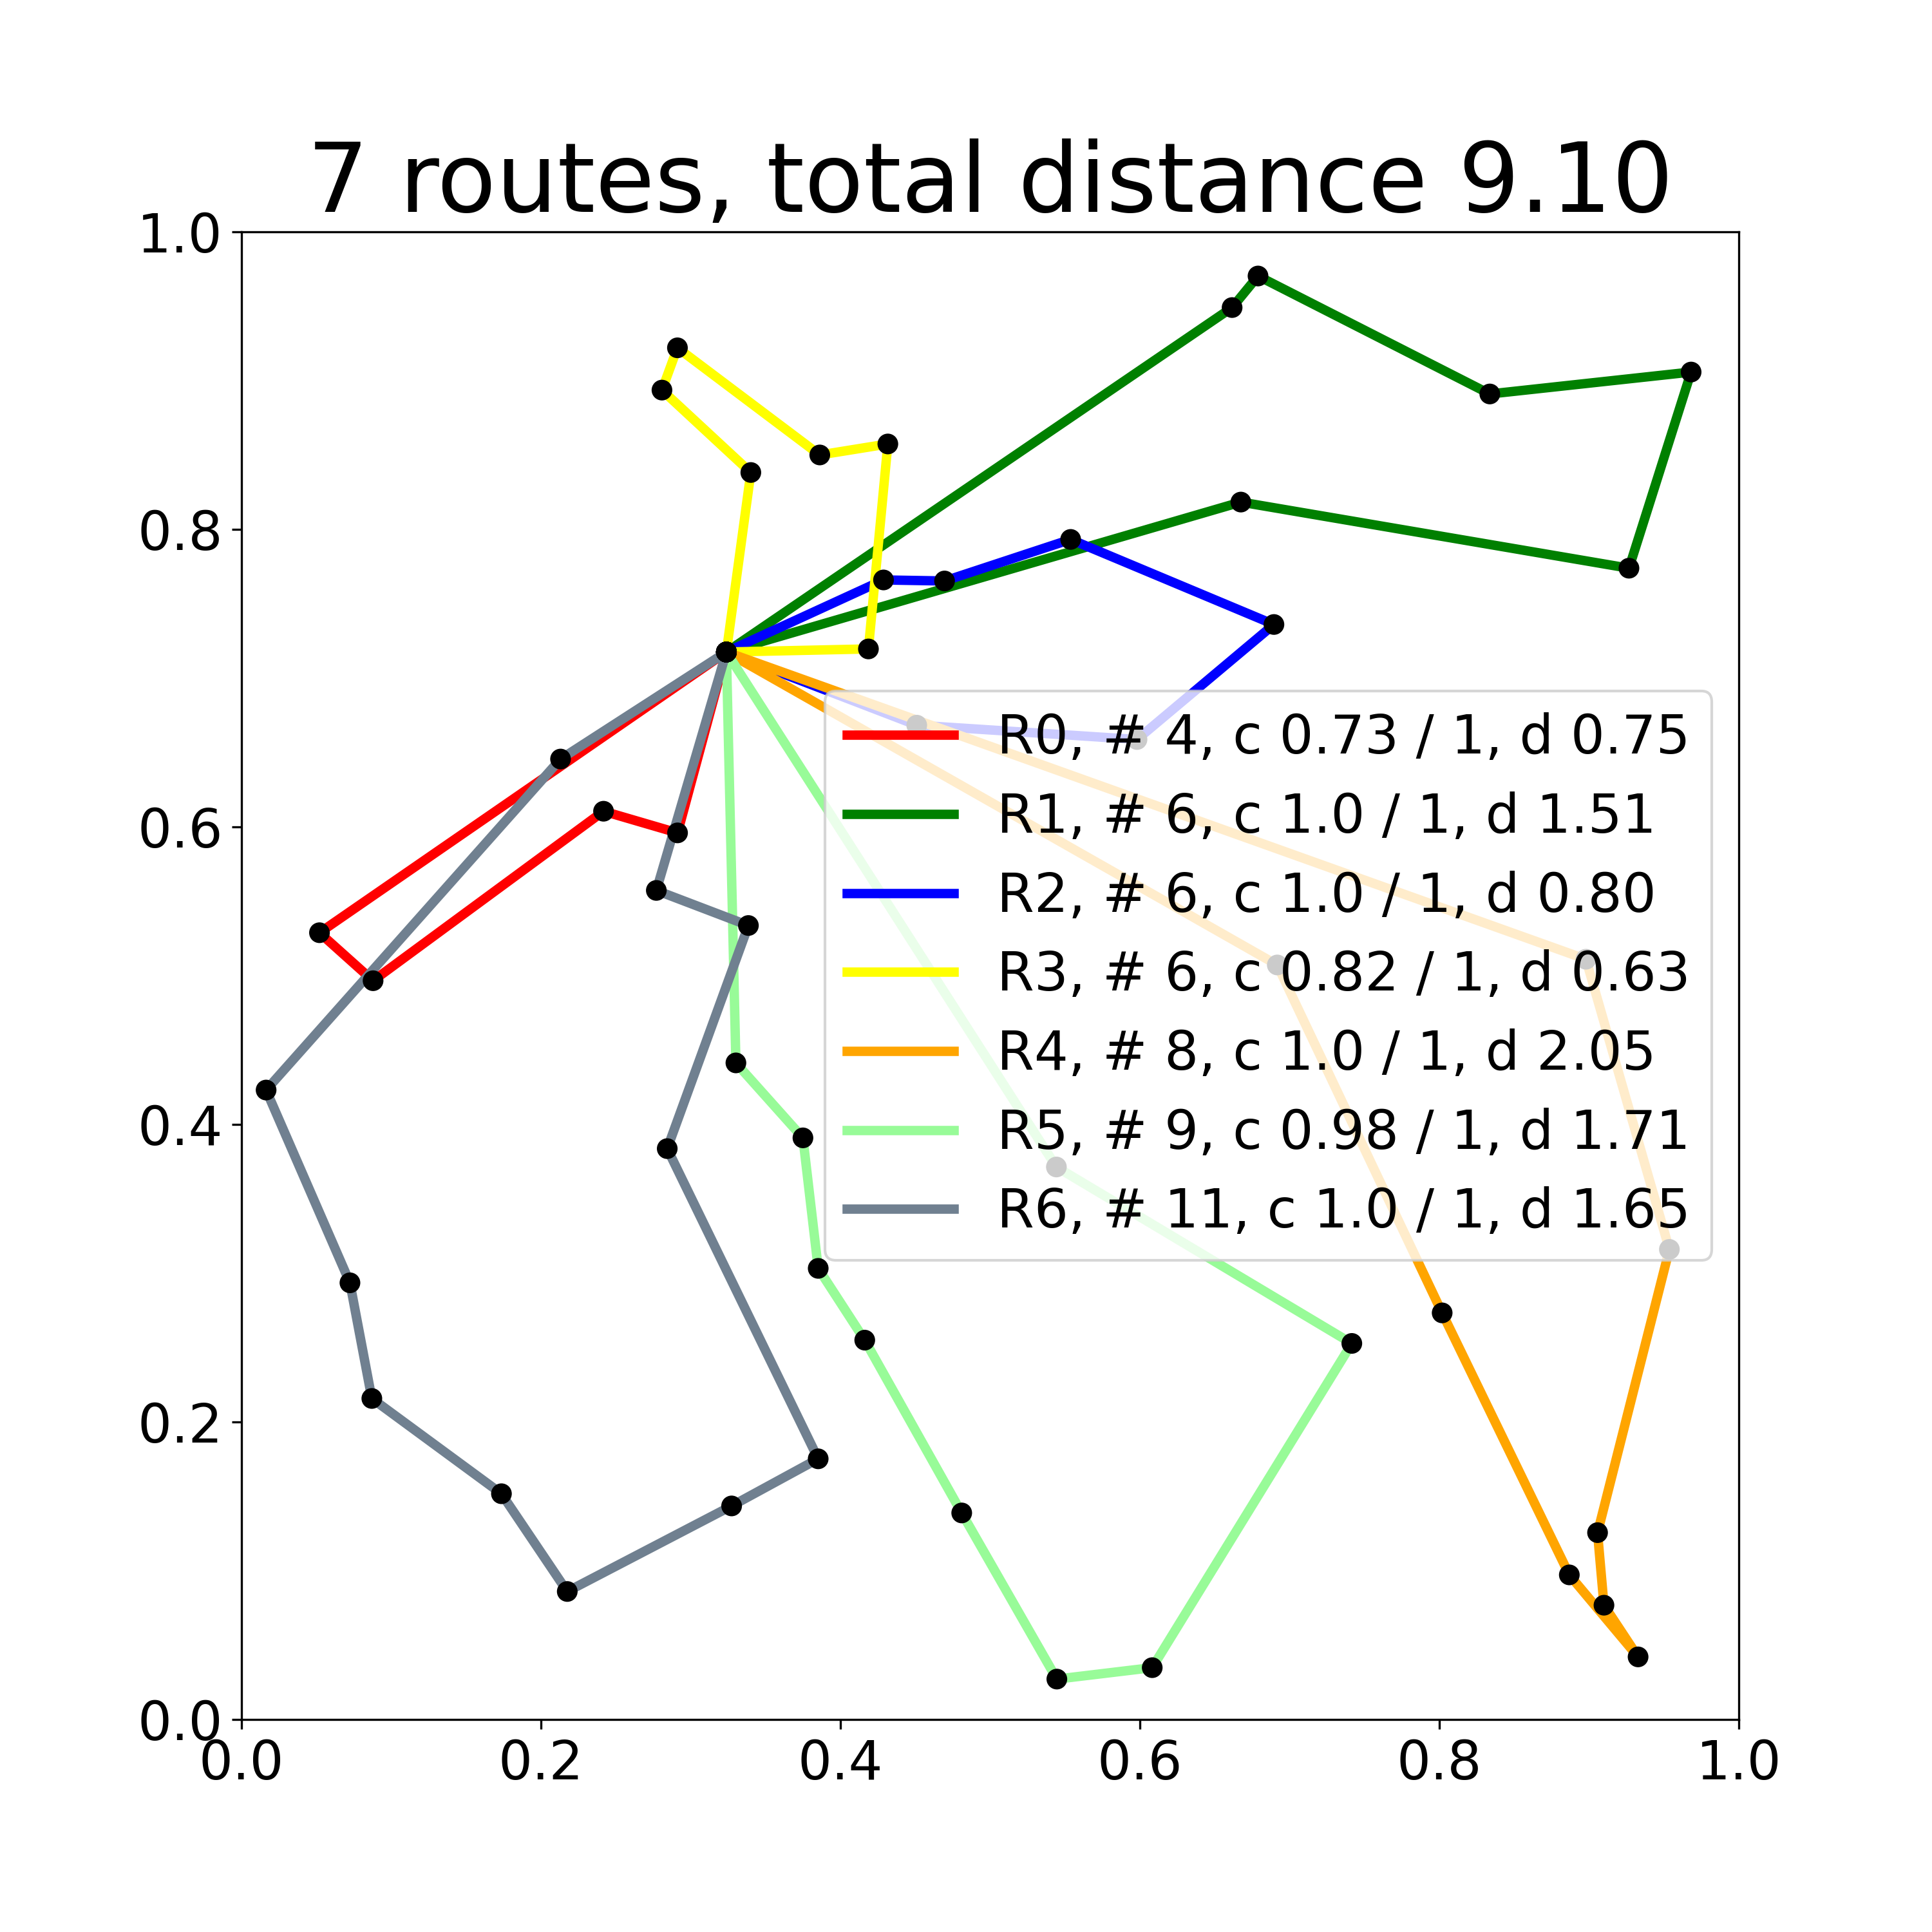 7 routes, total distance 9.10
1.0
0.8
0.6
0.4
0.2
0.0
R0, # 4, c 0.73 / 1, d 0.75
R1, # 6, c 1.0 / 1, d 1.51
R2, # 6, c 1.0 / 1, d 0.80
R3, # 6, c 0.82 / 1, d 0.63
R4, # 8, c 1.0 / 1, d 2.05
R5, # 9, c 0.98 / 1, d 1.71
R6, # 11, c 1.0 / 1, d 1.65
0.0 0.2 0.4 0.6 0.8 1.0